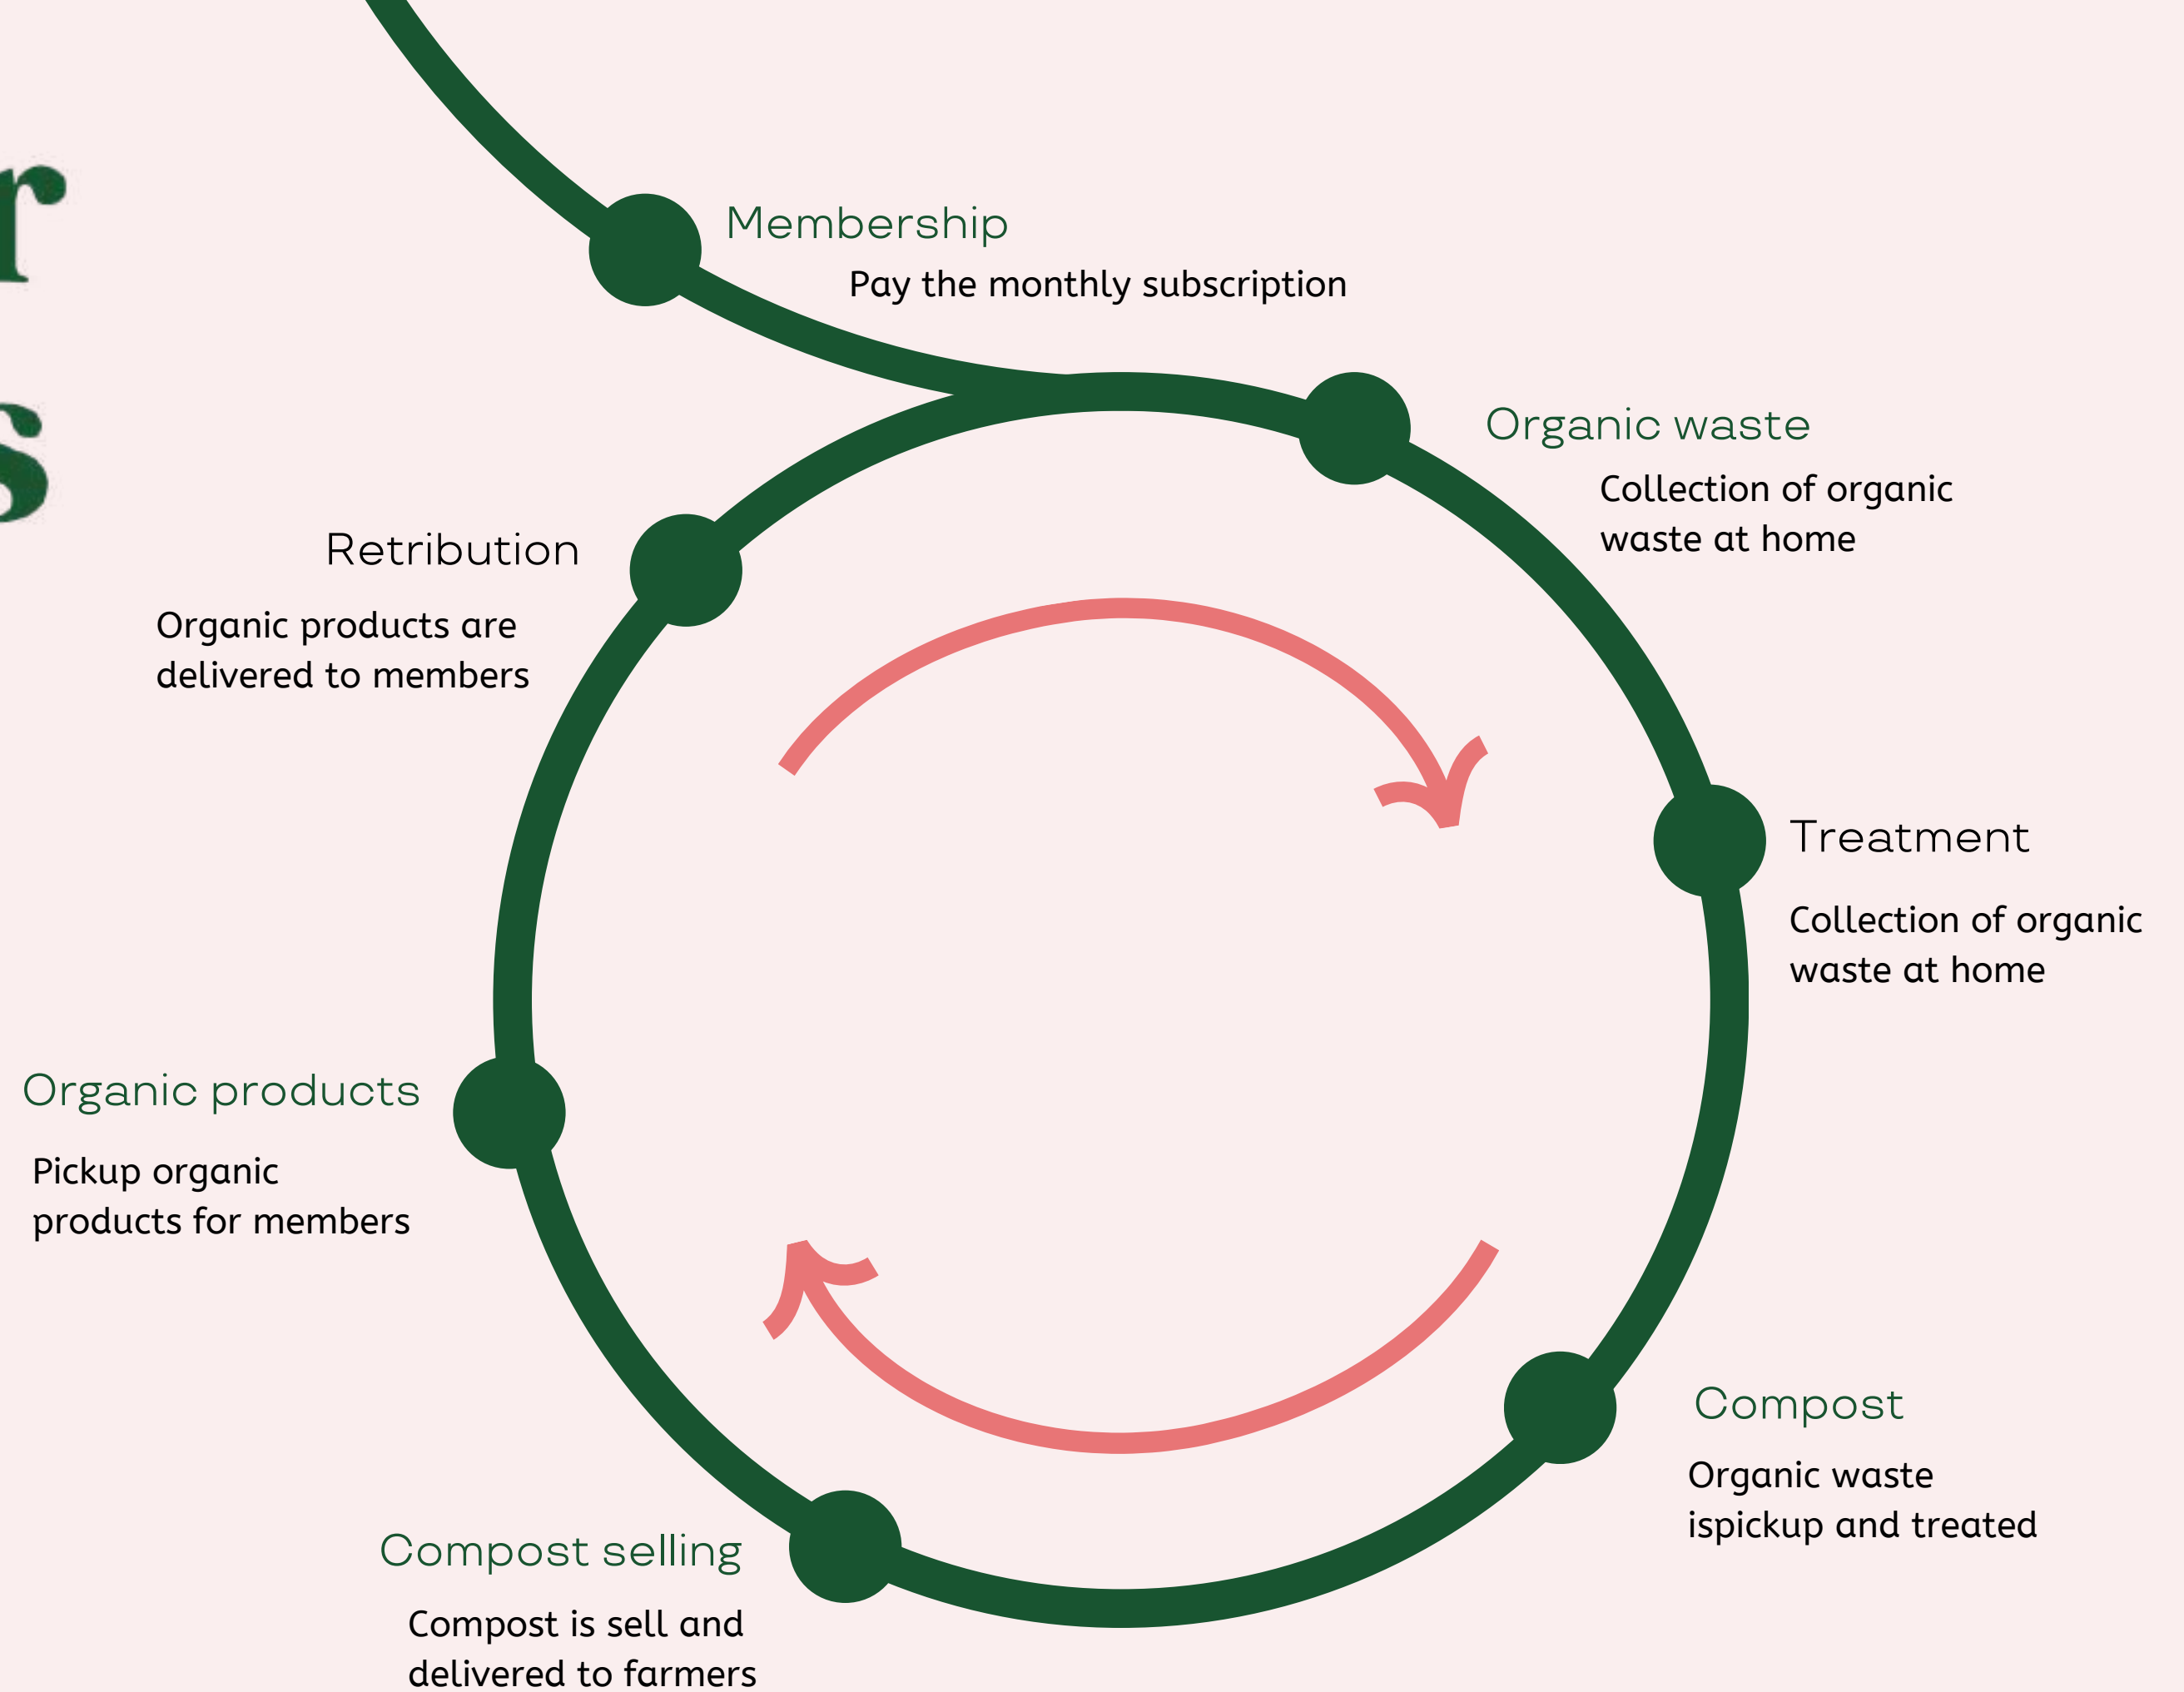 r
s
Membership
Pay the monthly subscription
Organic waste
Collection of organic
waste at home
Treatment
Collection of organic
waste at home
Compost
Organic waste
ispickup and treated
Compost selling
Compost is sell and
delivered to farmers
Organic products
Pickup organic
products for members
Retribution
Organic products are
delivered to members